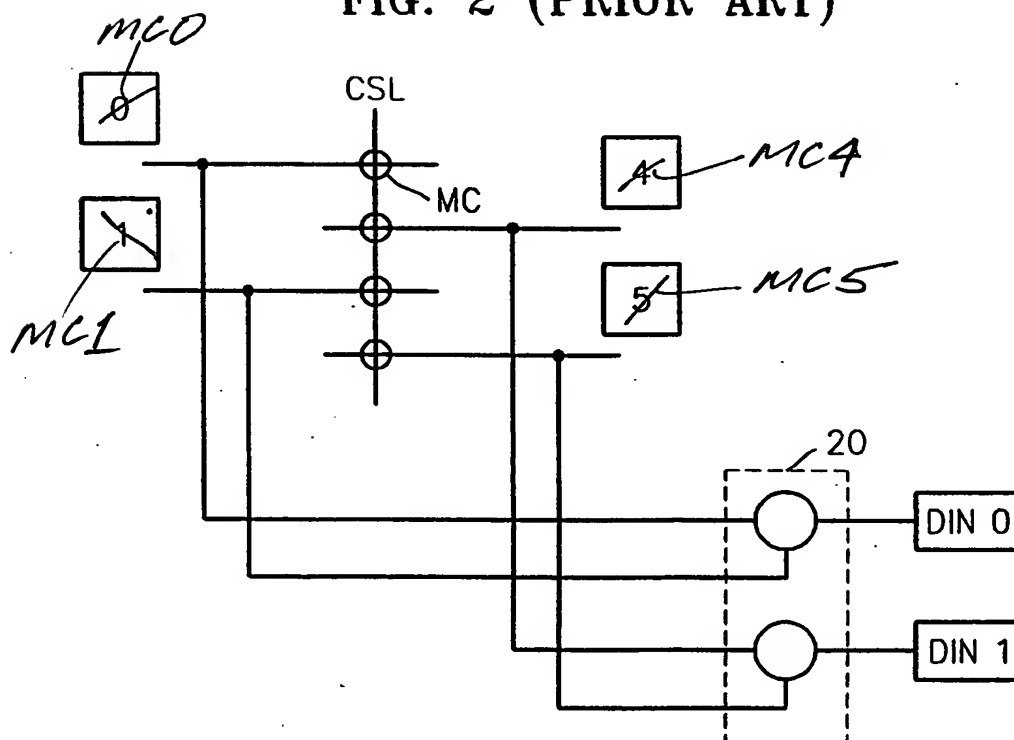 FIG. 2 (PRIOR ART)
MC0
0
CSL
4
MC4
MC
1
5
MC5
MC1
20
DIN 0
DIN 1